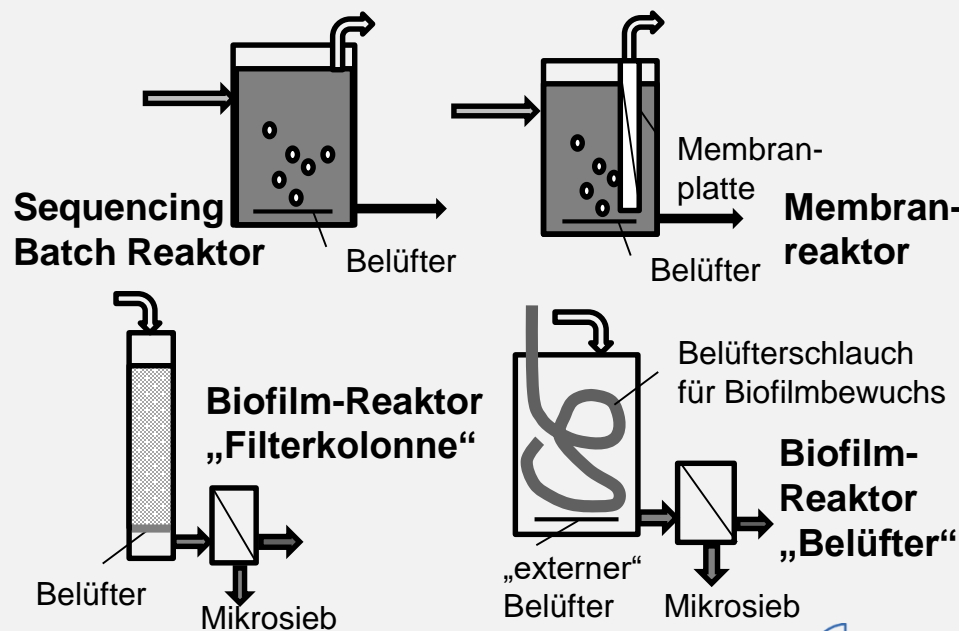 Sequencing
Batch Reaktor
Belüfter
Membran-
platte
Belüfter
Membran-
reaktor
Biofilm-Reaktor
„Filterkolonne“
Belüfter
Mikrosieb
Belüfterschlauch
für Biofilmbewuchs
Biofilm-
Reaktor
„Belüfter“
„externer“
Belüfter
Mikrosieb